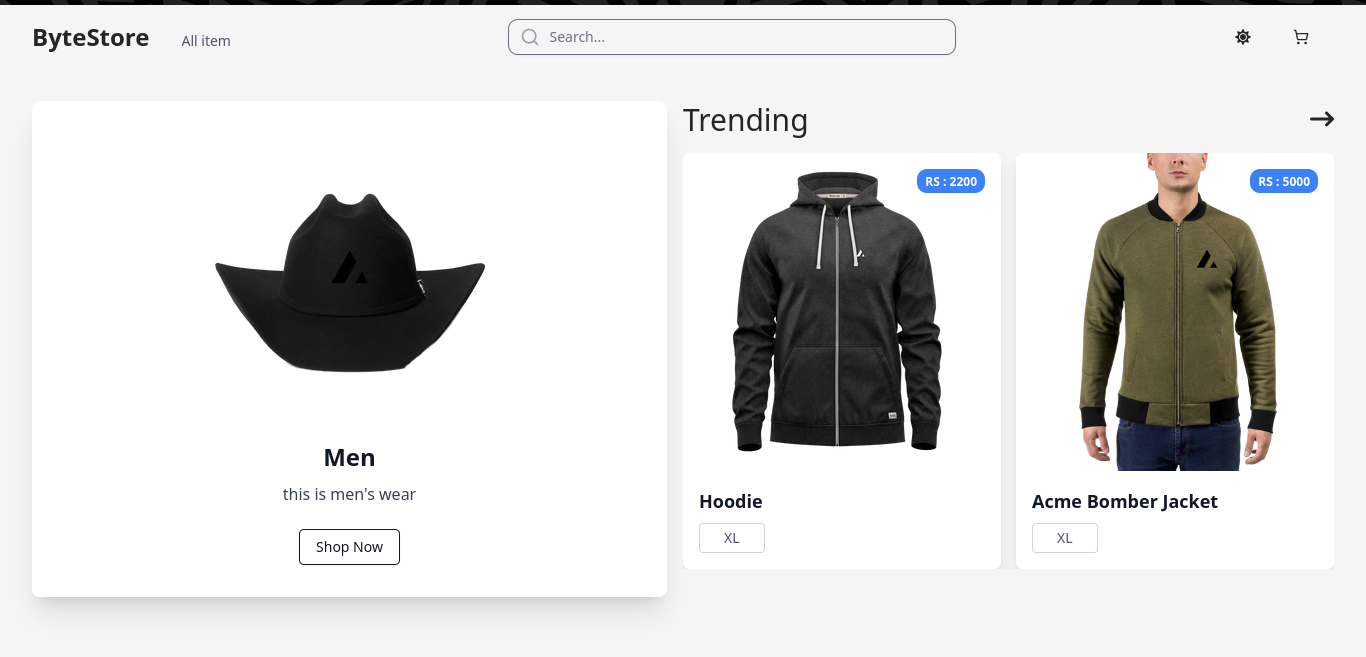 ByteStore
All item
Search...
Men
this is men's wear
Shop Now
Trending
RS : 2200
Hoodie
XL
RS : 5000
Acme Bomber Jacket
XL